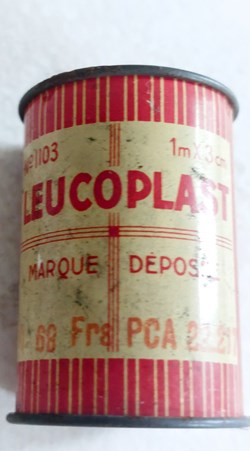 Nº1103 1m X 3cm
LEUCOPLAST
MARQUE DÉPOSÉE
68 Frs PCA